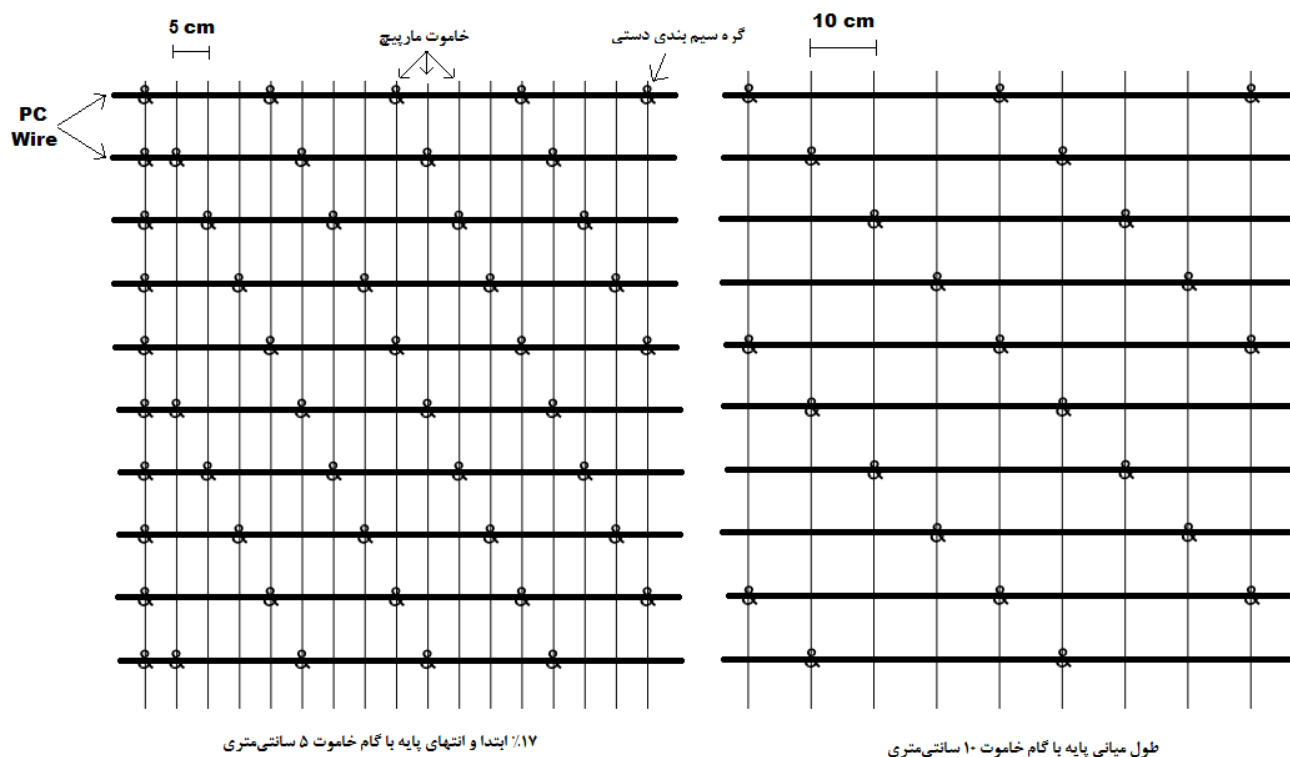 5 cm
خاموت مارپیچ
گره سیم بندی دستی
10 cm
PC
Wire
۱۷٪ ابتدا و انتهای پایه با گام خاموت ۵ سانتی‌متری
طول میانی پایه با گام خاموت ۱۰ سانتی‌متری